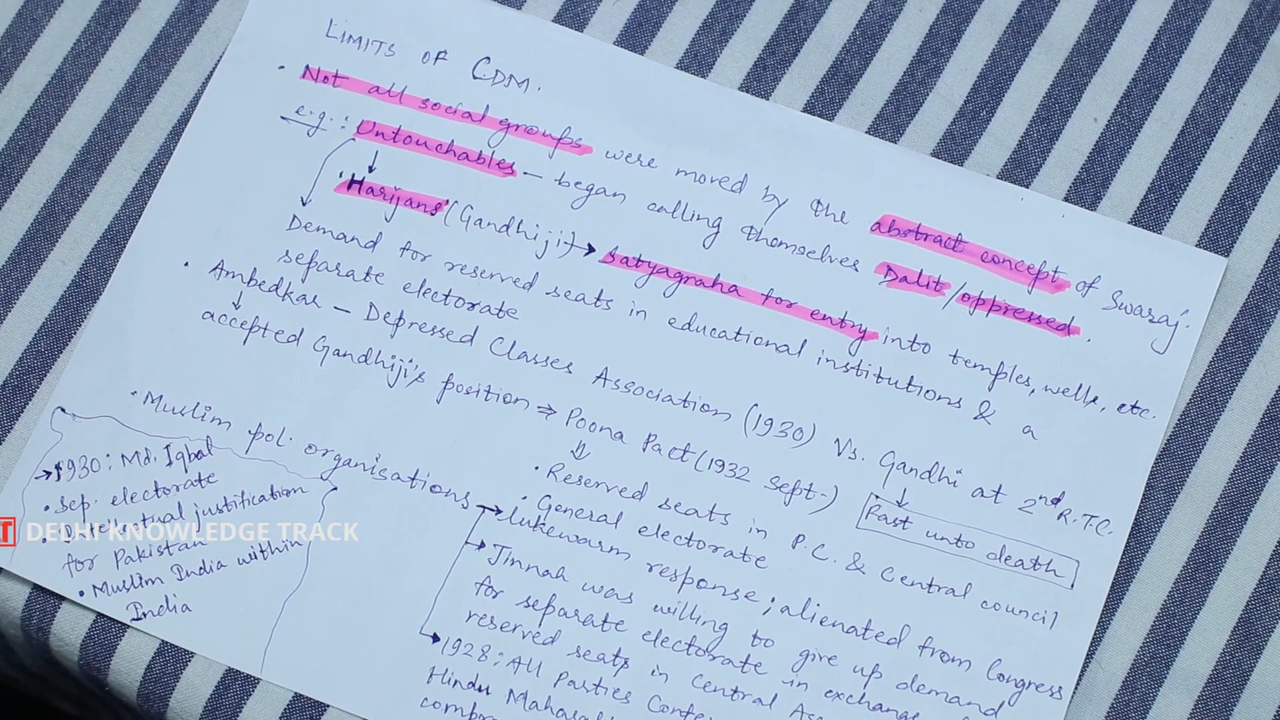 LIMITS OF CDM.
• Not all social groups were moved by the abstract concept of Swaraj.
e.g.: Untouchables – began calling themselves Dalit/oppressed.
'Harijans' (Gandhiji) → satyagraha for entry into temples, wells, etc.
Demand for reserved seats in educational institutions & a
separate electorate
• Ambedkar – Depressed Classes Association (1930) Vs. Gandhi at 2nd R.T.C.
accepted Gandhiji's position ⇒ Poona Pact (1932 Sept.)
Fast unto death
• Reserved seats in P.C. & Central council
• General electorate
• Muslim pol. organisations → lukewarm response; alienated from Congress
→ Jinnah was willing to give up demand
for separate electorate in exchange
reserved seats in Central
→ 1928: All Parties
Hindu
→ 1930: Md. Iqbal
• sep. electorate
• Intellectual justification
for Pakistan
• Muslim India within
India
DELHI KNOWLEDGE TRACK